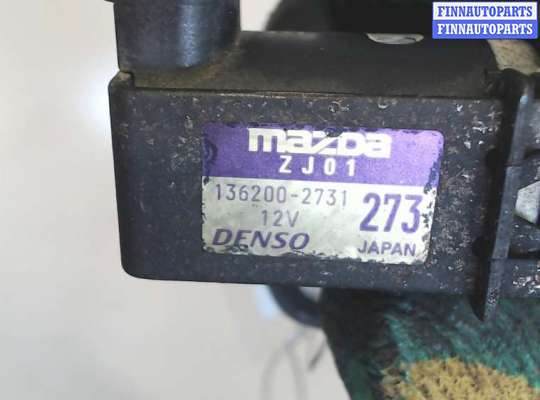 FINNAUTOPARTS
FINNAUTOPARTS
mazda
ZJ01
136200-2731 273
12V
DENSO JAPAN